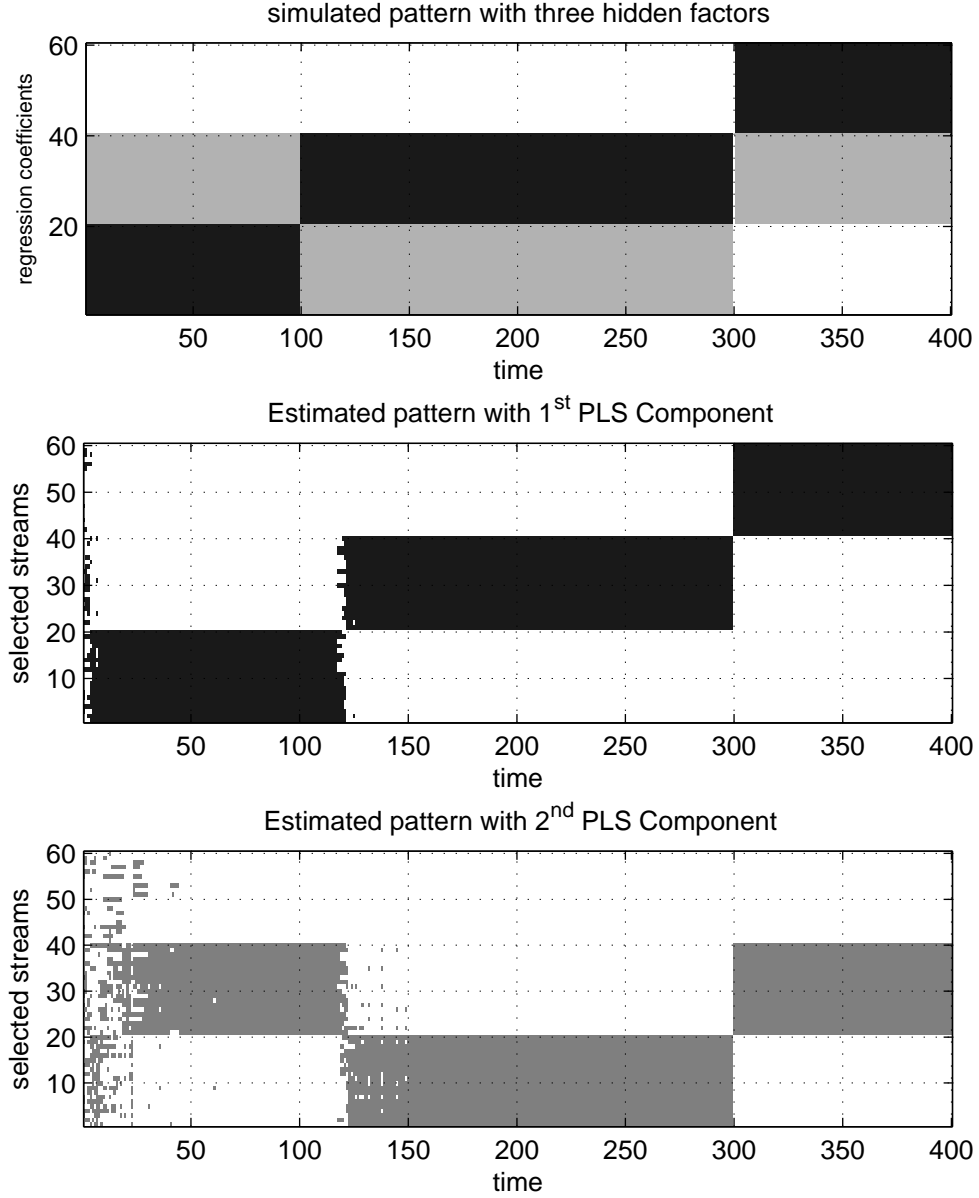 simulated pattern with three hidden factors
60
40
20
regression coefficients
50 100 150 200 250 300 350 400
time
Estimated pattern with 1st PLS Component
60
50
40
30
20
10
selected streams
50 100 150 200 250 300 350 400
time
Estimated pattern with 2nd PLS Component
60
50
40
30
20
10
selected streams
50 100 150 200 250 300 350 400
time